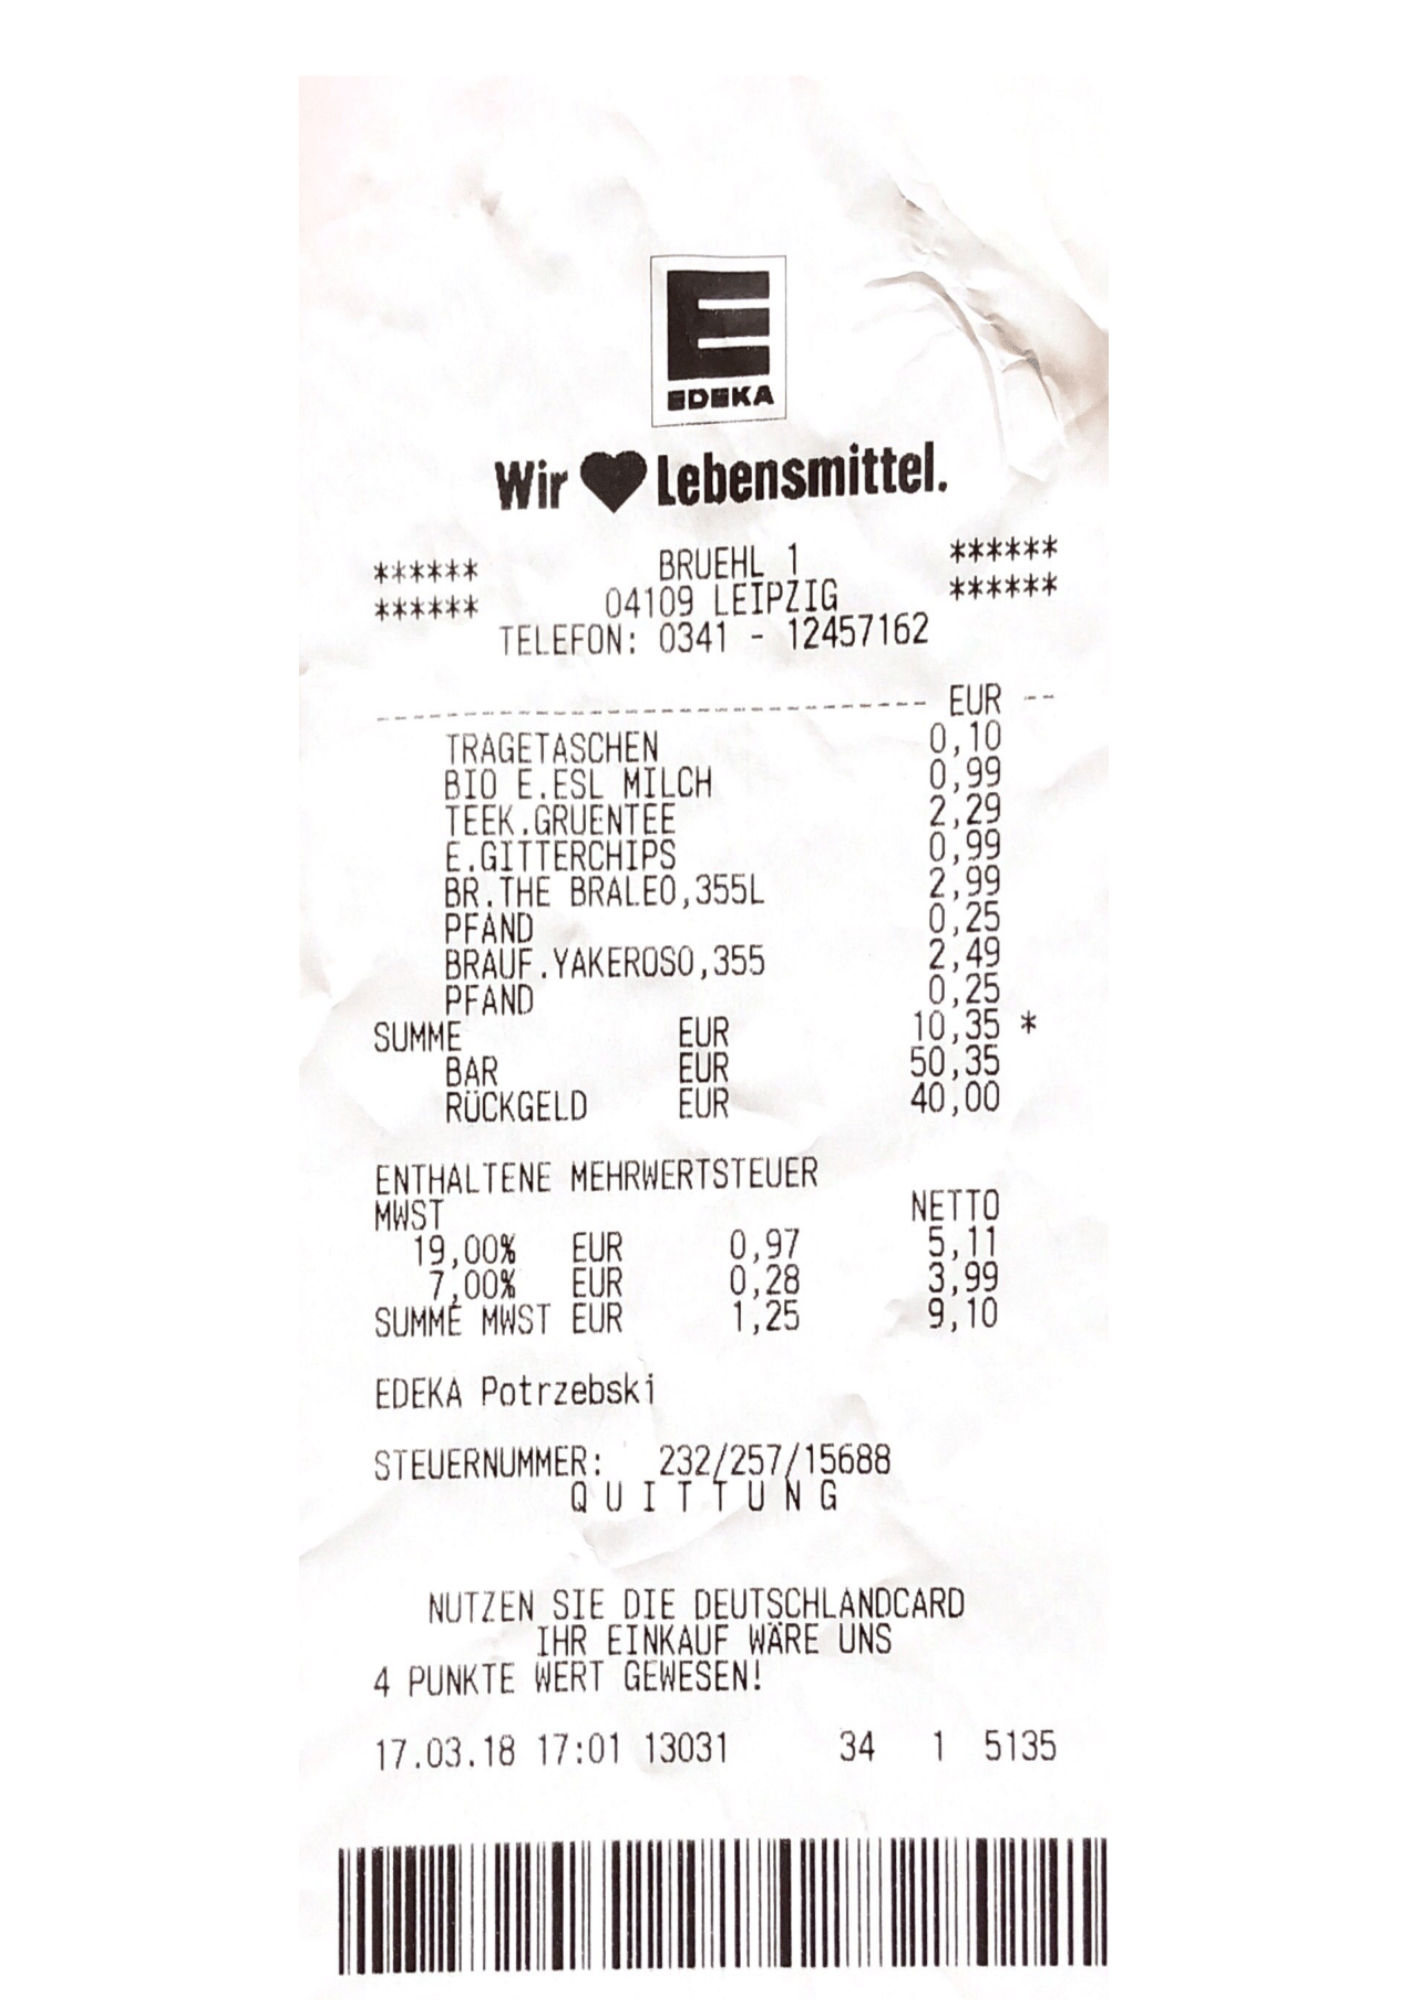 E
EDEKA
Wir ♥ Lebensmittel.
****** BRUEHL 1 ******
****** 04109 LEIPZIG ******
TELEFON: 0341 - 12457162
-------------------------------- EUR --
TRAGETASCHEN 0,10
BIO E.ESL MILCH 0,99
TEEK.GRUENTEE 2,29
E.GITTERCHIPS 0,99
BR.THE BRALEO,355L 2,99
PFAND 0,25
BRAUF.YAKEROSO,355 2,49
PFAND 0,25
SUMME EUR 10,35 *
BAR EUR 50,35
RÜCKGELD EUR 40,00
ENTHALTENE MEHRWERTSTEUER
MWST NETTO
19,00% EUR 0,97 5,11
7,00% EUR 0,28 3,99
SUMME MWST EUR 1,25 9,10
EDEKA Potrzebski
STEUERNUMMER: 232/257/15688
Q U I T T U N G
NUTZEN SIE DIE DEUTSCHLANDCARD
IHR EINKAUF WÄRE UNS
4 PUNKTE WERT GEWESEN!
17.03.18 17:01 13031 34 1 5135